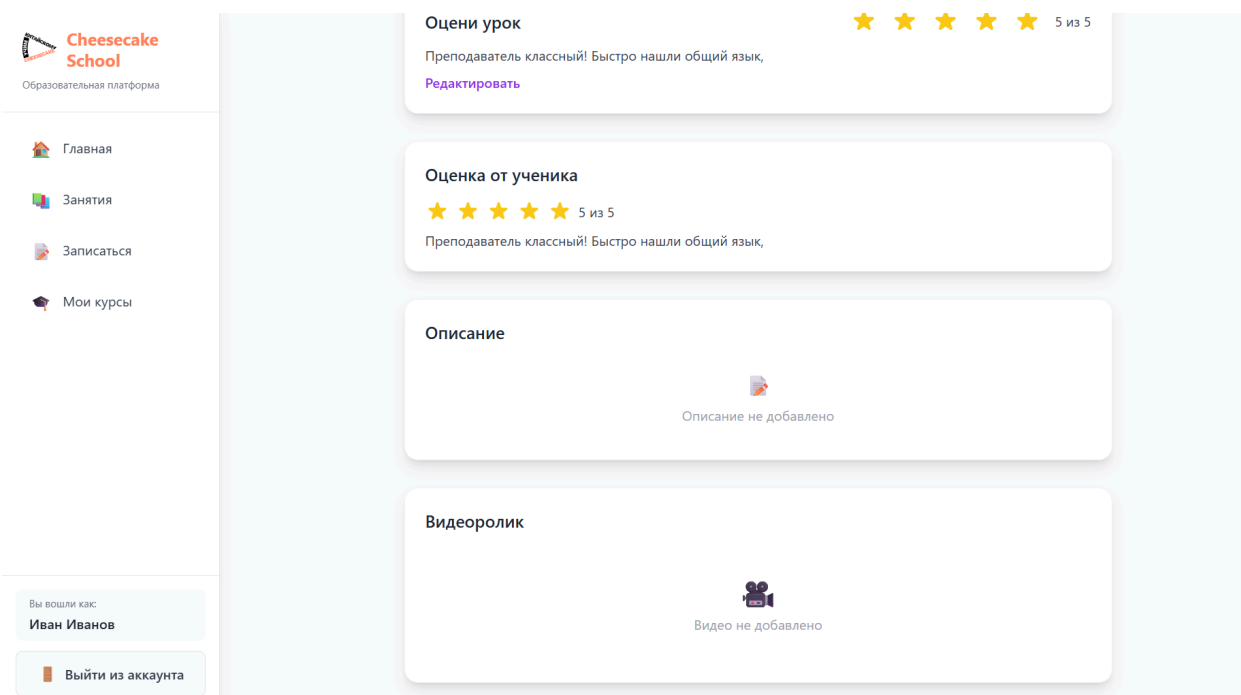 Cheesecake
School
Образовательная платформа
Главная
Занятия
Записаться
Мои курсы
Вы вошли как:
Иван Иванов
Выйти из аккаунта
Оцени урок
5 из 5
Преподаватель классный! Быстро нашли общий язык,
Редактировать
Оценка от ученика
5 из 5
Преподаватель классный! Быстро нашли общий язык,
Описание
Описание не добавлено
Видеоролик
Видео не добавлено